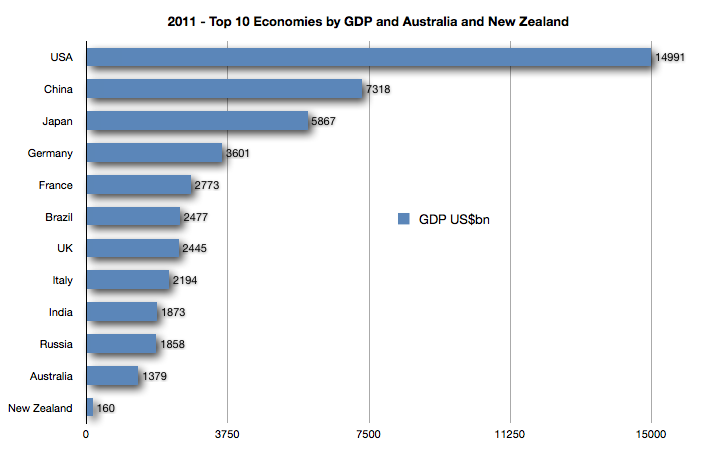 2011 - Top 10 Economies by GDP and Australia and New Zealand
USA 14991
China 7318
Japan 5867
Germany 3601
France 2773
Brazil 2477
GDP US$bn
UK 2445
Italy 2194
India 1873
Russia 1858
Australia 1379
New Zealand 160
0 3750 7500 11250 15000